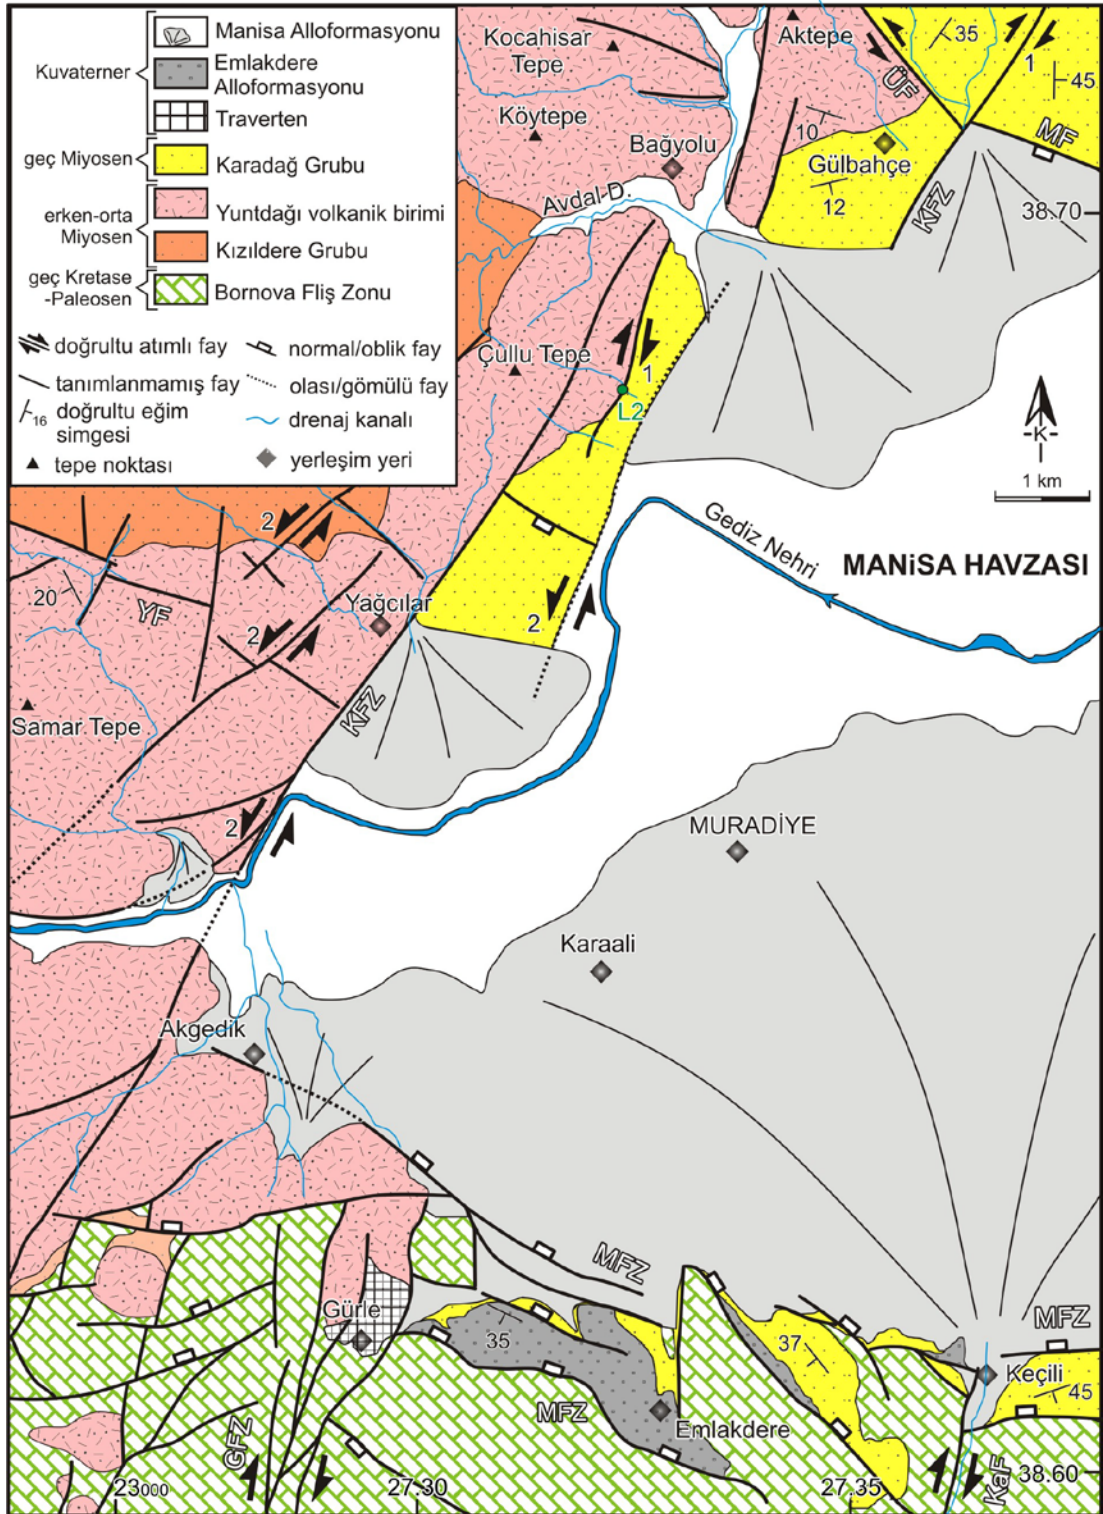 Kuvaterner
Manisa Alloformasyonu
Emlakdere
Alloformasyonu
Traverten
geç Miyosen
Karadağ Grubu
erken-orta
Miyosen
Yuntdağı volkanik birimi
Kızıldere Grubu
geç Kretase
-Paleosen
Bornova Fliş Zonu
doğrultu atımlı fay
normal/oblik fay
tanımlanmamış fay
olası/gömülü fay
16
doğrultu eğim
simgesi
drenaj kanalı
tepe noktası
yerleşim yeri
Kocahisar
Tepe
Aktepe
35
1
45
ÜF
MF
Köytepe
10
Bağyolu
Gülbahçe
Avdal D.
12
KFZ
38.70
Çullu Tepe
1
L2
-K-
1 km
Gediz Nehri
MANİSA HAVZASI
2
20
YF
Yağcılar
2
2
KFZ
Samar Tepe
2
MURADİYE
Karaali
Akgedik
MFZ
MFZ
Gürle
35
37
Keçili
45
MFZ
Emlakdere
GFZ
KaF
23000
27.30
27.35
38.60